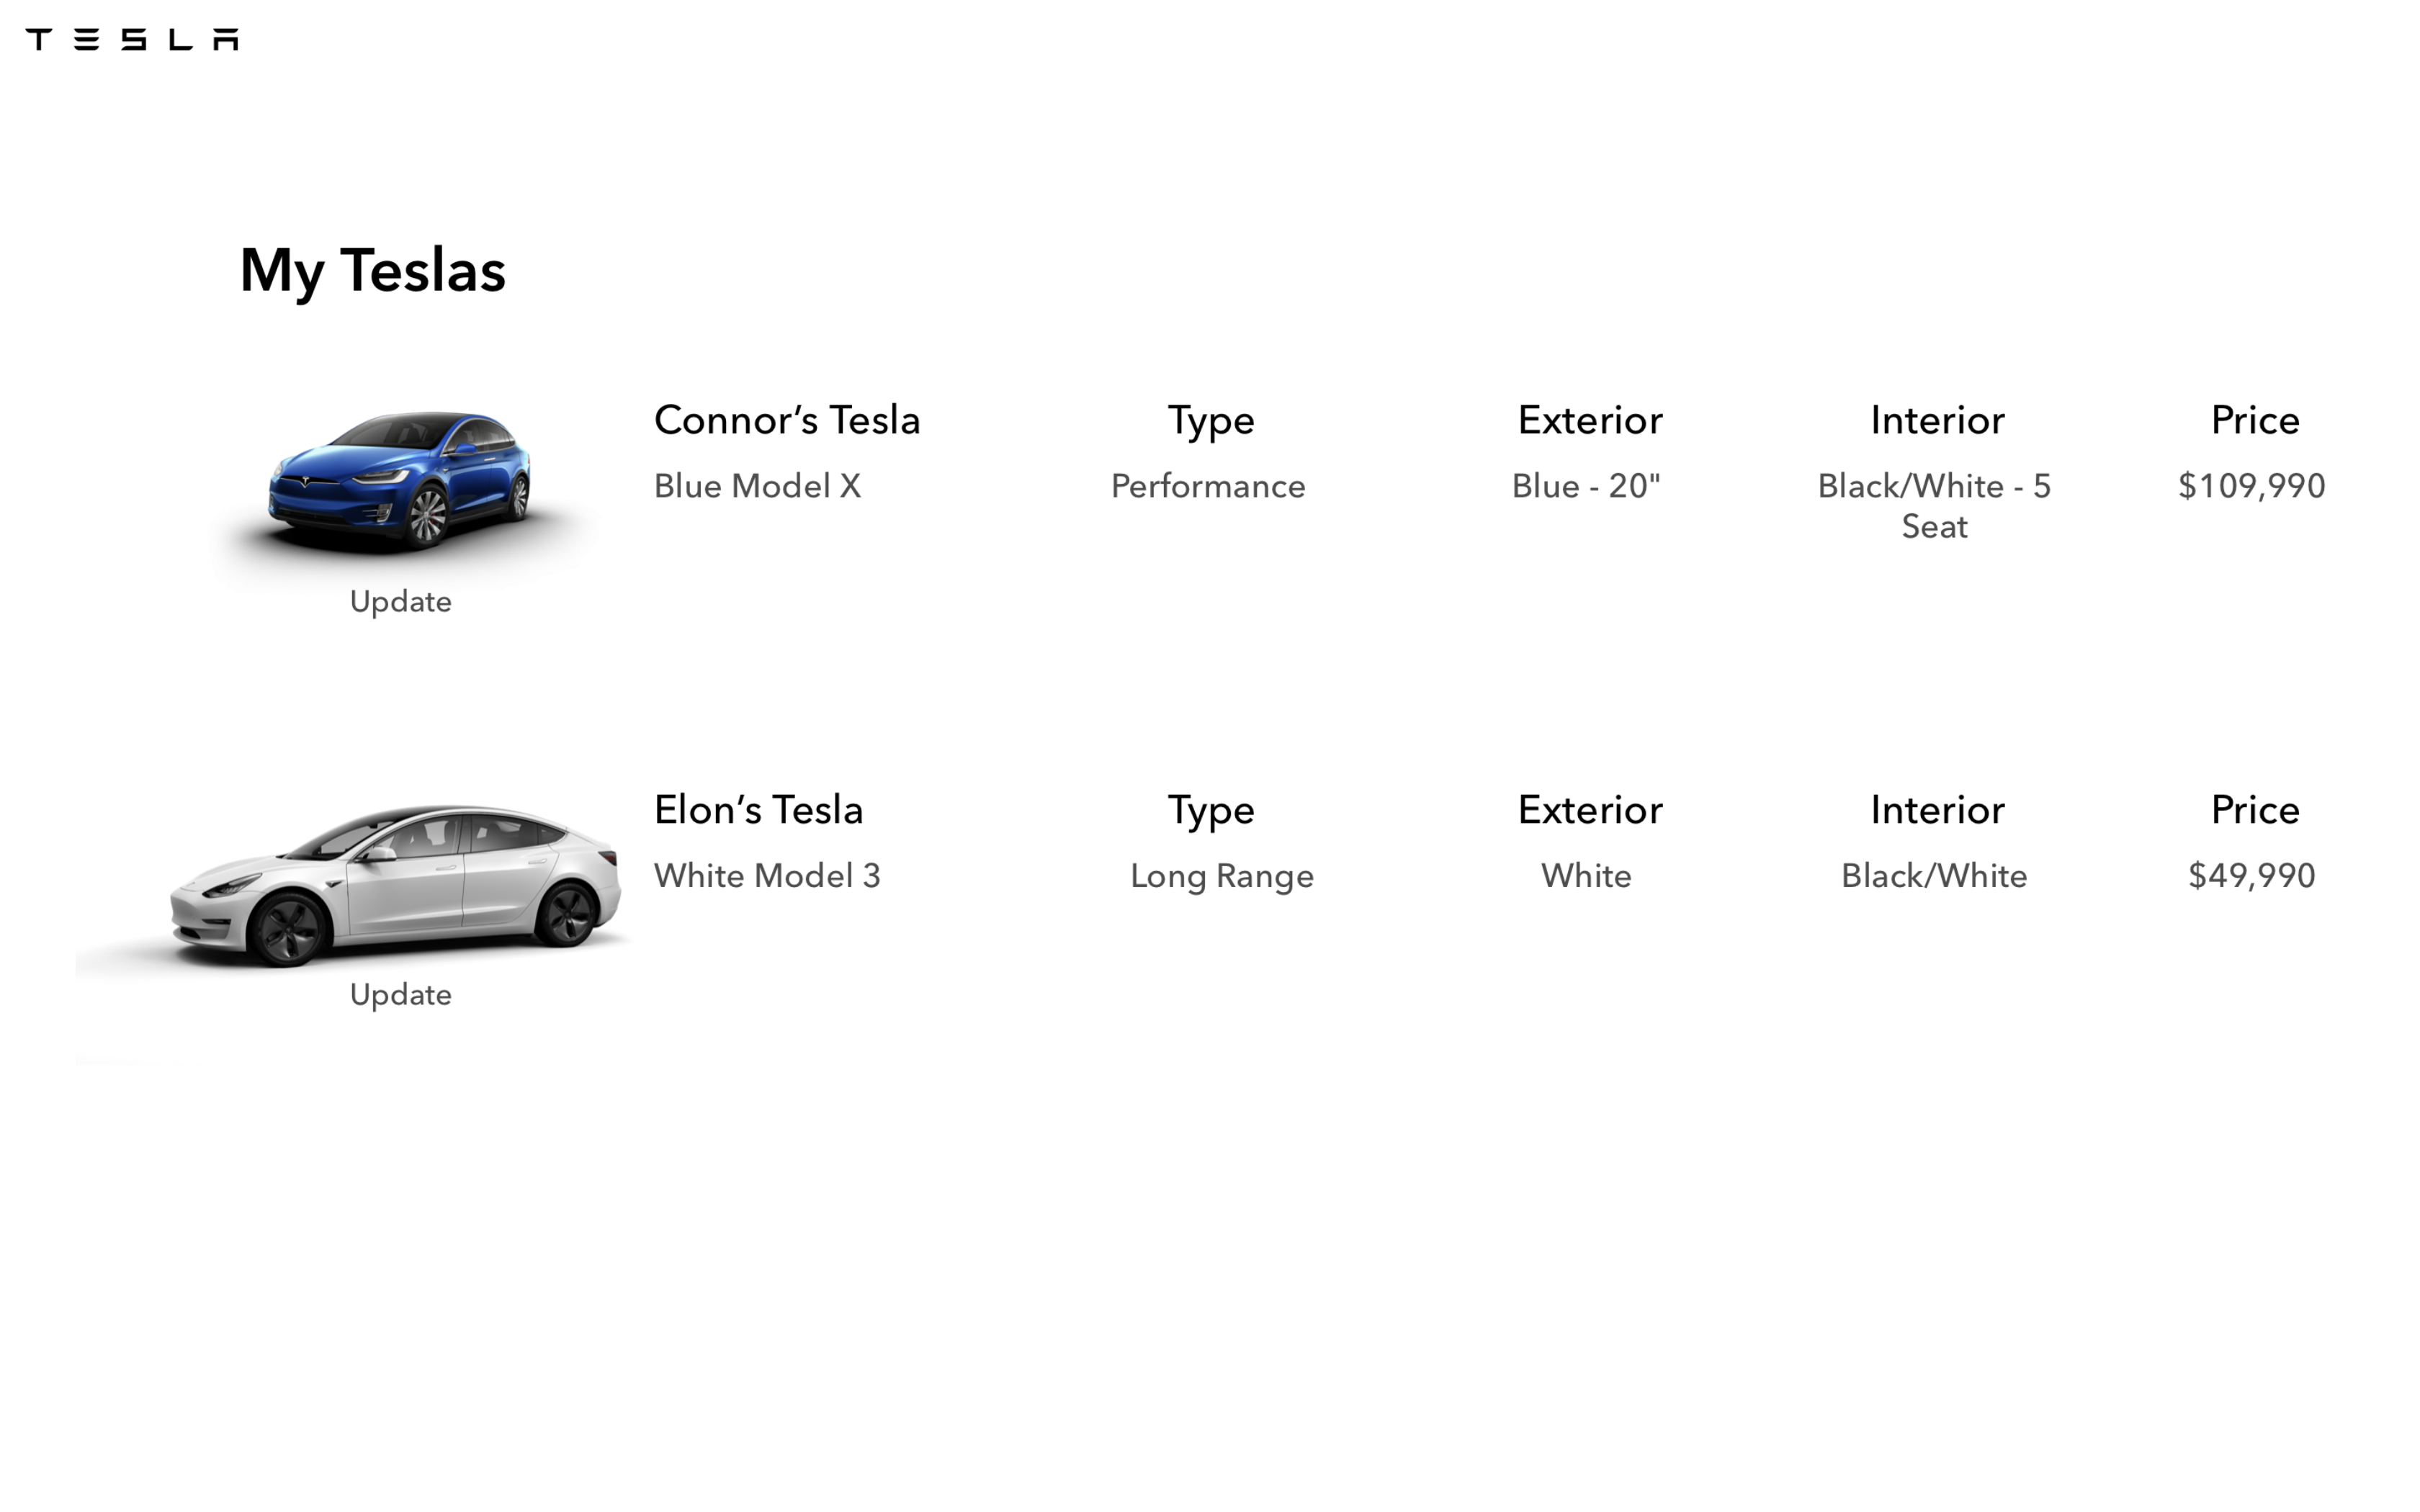 TESLA
My Teslas
Connor‘s Tesla Type Exterior Interior Price
Blue Model X Performance Blue - 20" Black/White - 5 $109,990
Seat
Update
Elon‘s Tesla Type Exterior Interior Price
White Model 3 Long Range White Black/White $49,990
Update